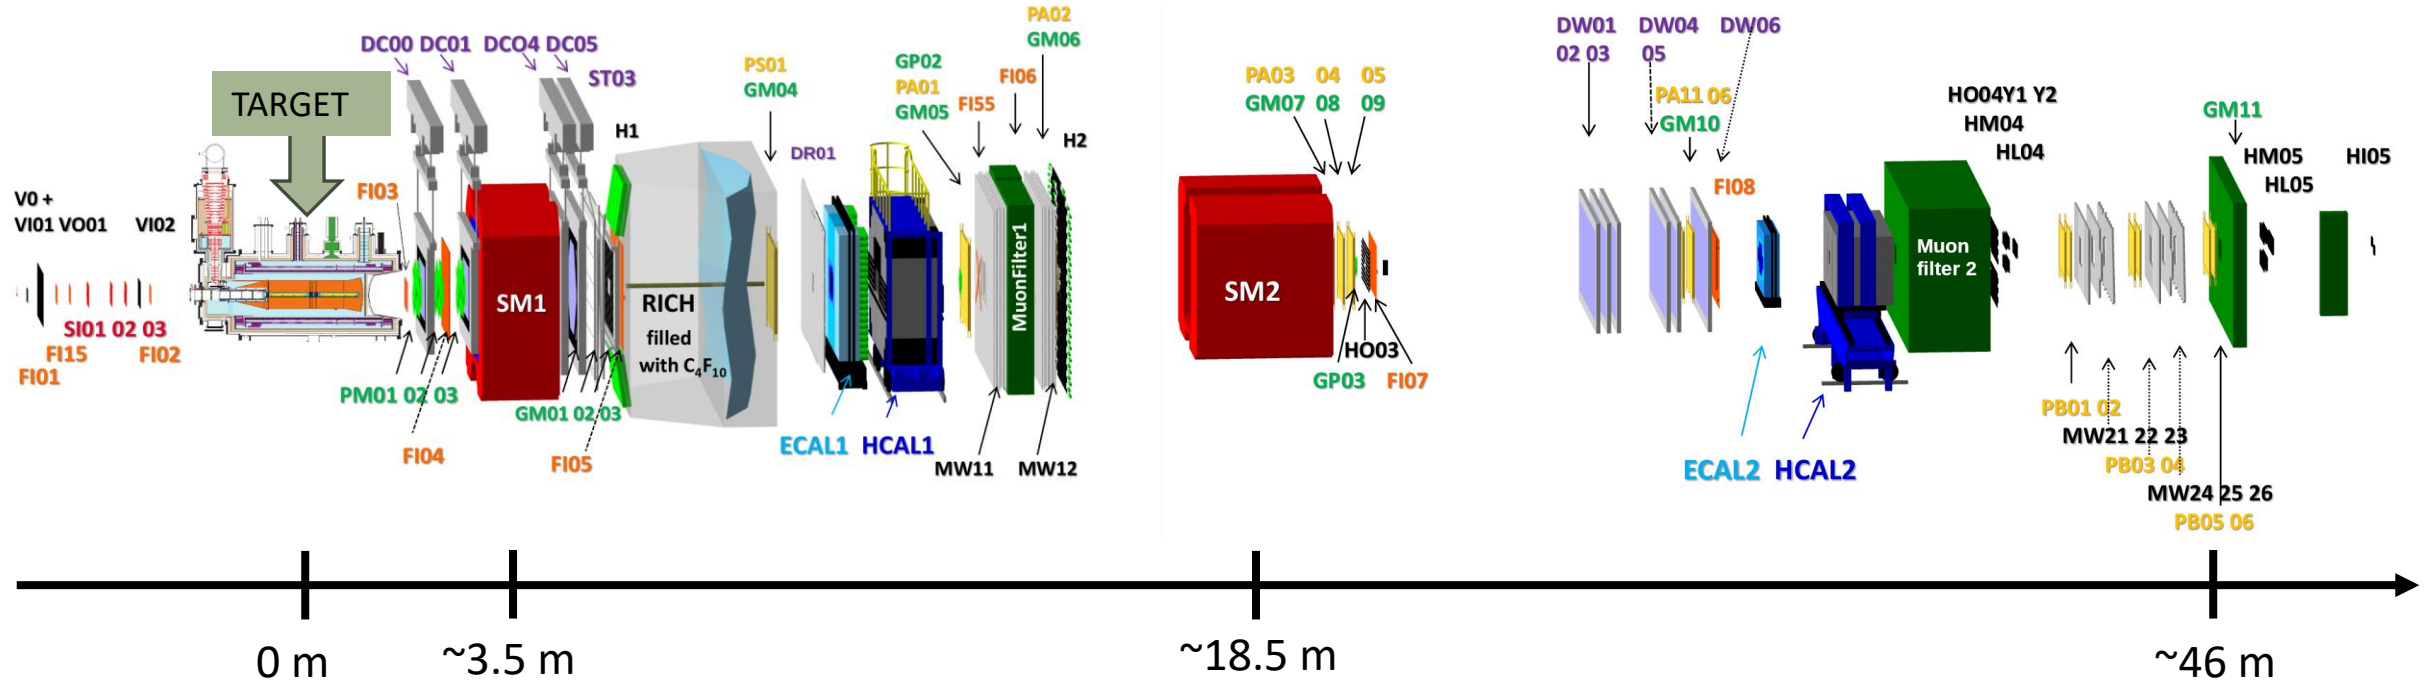 V0 +
VI01 VO01
VI02
SI01 02 03
FI15
FI02
FI01
TARGET
FI03
DC00 DC01
DCO4 DC05
ST03
H1
SM1
PM01 02 03
FI04
GM01 02 03
FI05
RICH
filled
with C₄F₁₀
PS01
GM04
DR01
ECAL1
HCAL1
GP02
PA01
GM05
FI55
FI06
PA02
GM06
H2
MuonFilter1
MW11
MW12
SM2
PA03 04 05
GM07 08 09
HO03
GP03
FI07
DW01
02 03
DW04
05
DW06
PA11 06
GM10
FI08
ECAL2
HCAL2
Muon
filter 2
HO04Y1 Y2
HM04
HL04
PB01 02
MW21 22 23
PB03 04
MW24 25 26
PB05 06
GM11
HM05
HL05
HI05
0 m
~3.5 m
~18.5 m
~46 m